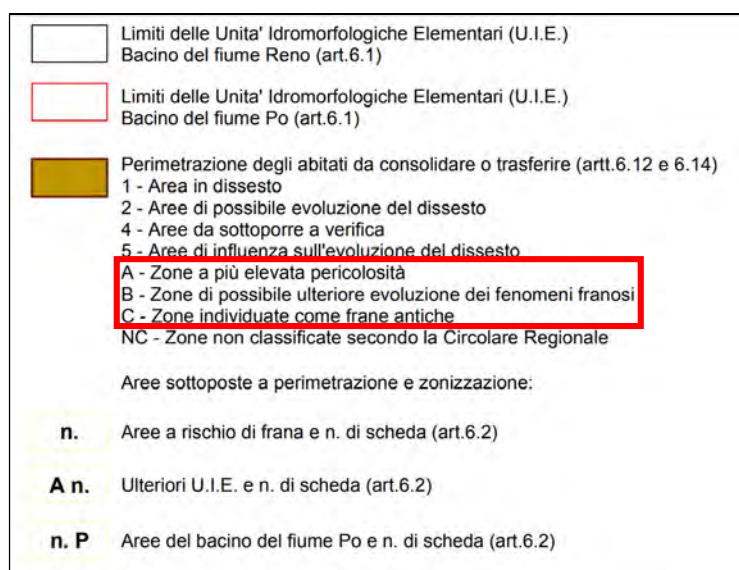 Limiti delle Unita' Idromorfologiche Elementari (U.I.E.)
Bacino del fiume Reno (art.6.1)
Limiti delle Unita' Idromorfologiche Elementari (U.I.E.)
Bacino del fiume Po (art.6.1)
Perimetrazione degli abitati da consolidare o trasferire (artt.6.12 e 6.14)
1 - Area in dissesto
2 - Aree di possibile evoluzione del dissesto
4 - Aree da sottoporre a verifica
5 - Aree di influenza sull'evoluzione del dissesto
A - Zone a più elevata pericolosità
B - Zone di possibile ulteriore evoluzione dei fenomeni franosi
C - Zone individuate come frane antiche
NC - Zone non classificate secondo la Circolare Regionale
Aree sottoposte a perimetrazione e zonizzazione:
n. Aree a rischio di frana e n. di scheda (art.6.2)
A n. Ulteriori U.I.E. e n. di scheda (art.6.2)
n. P Aree del bacino del fiume Po e n. di scheda (art.6.2)